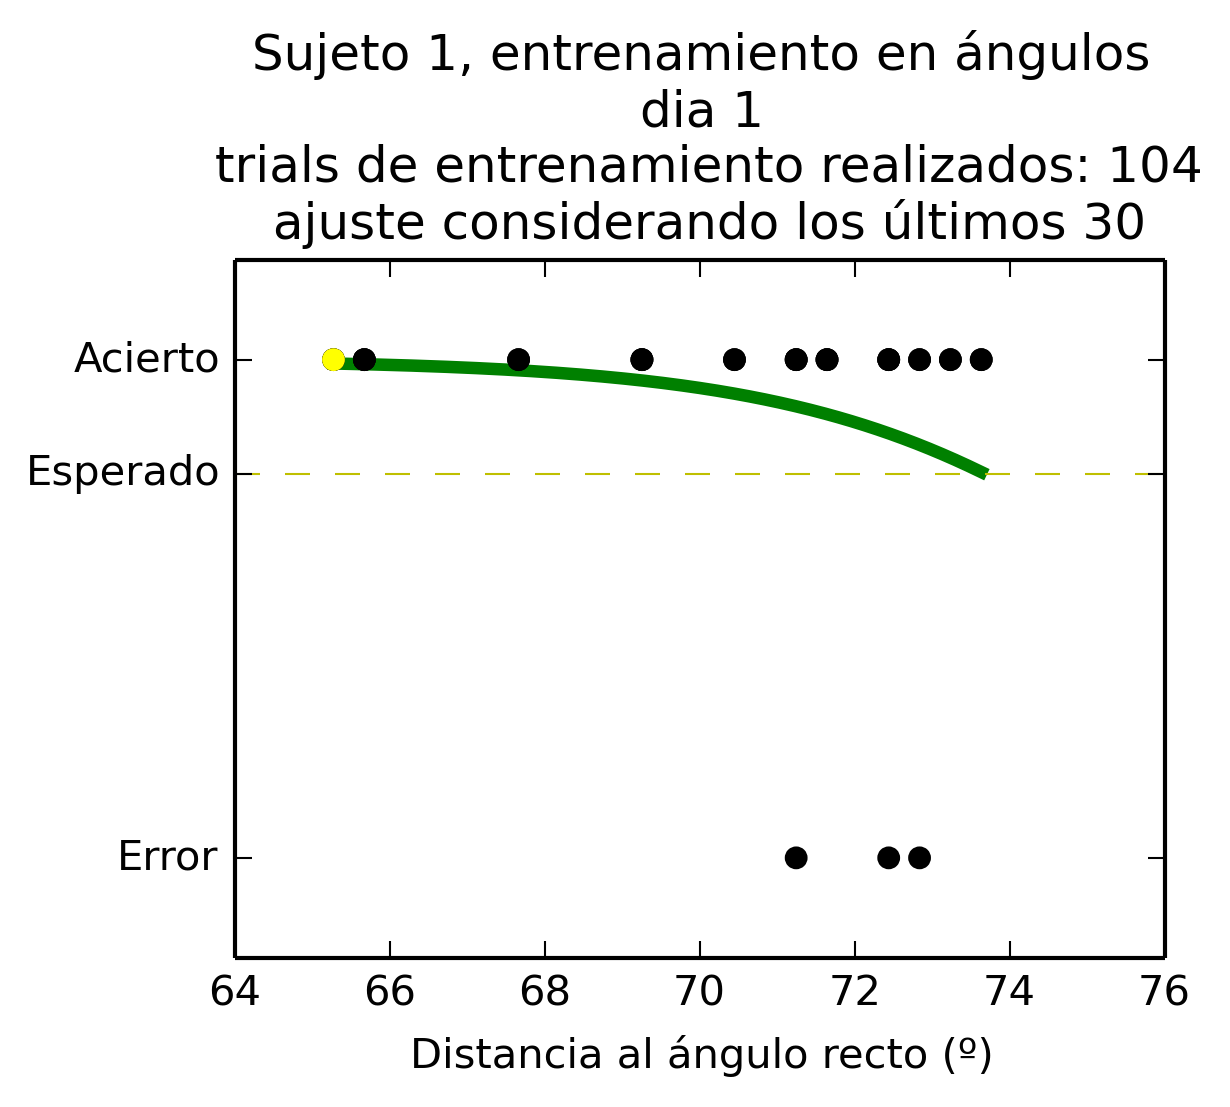 Sujeto 1, entrenamiento en ángulos
dia 1
trials de entrenamiento realizados: 104
ajuste considerando los últimos 30
Acierto
Esperado
Error
64 66 68 70 72 74 76
Distancia al ángulo recto (º)